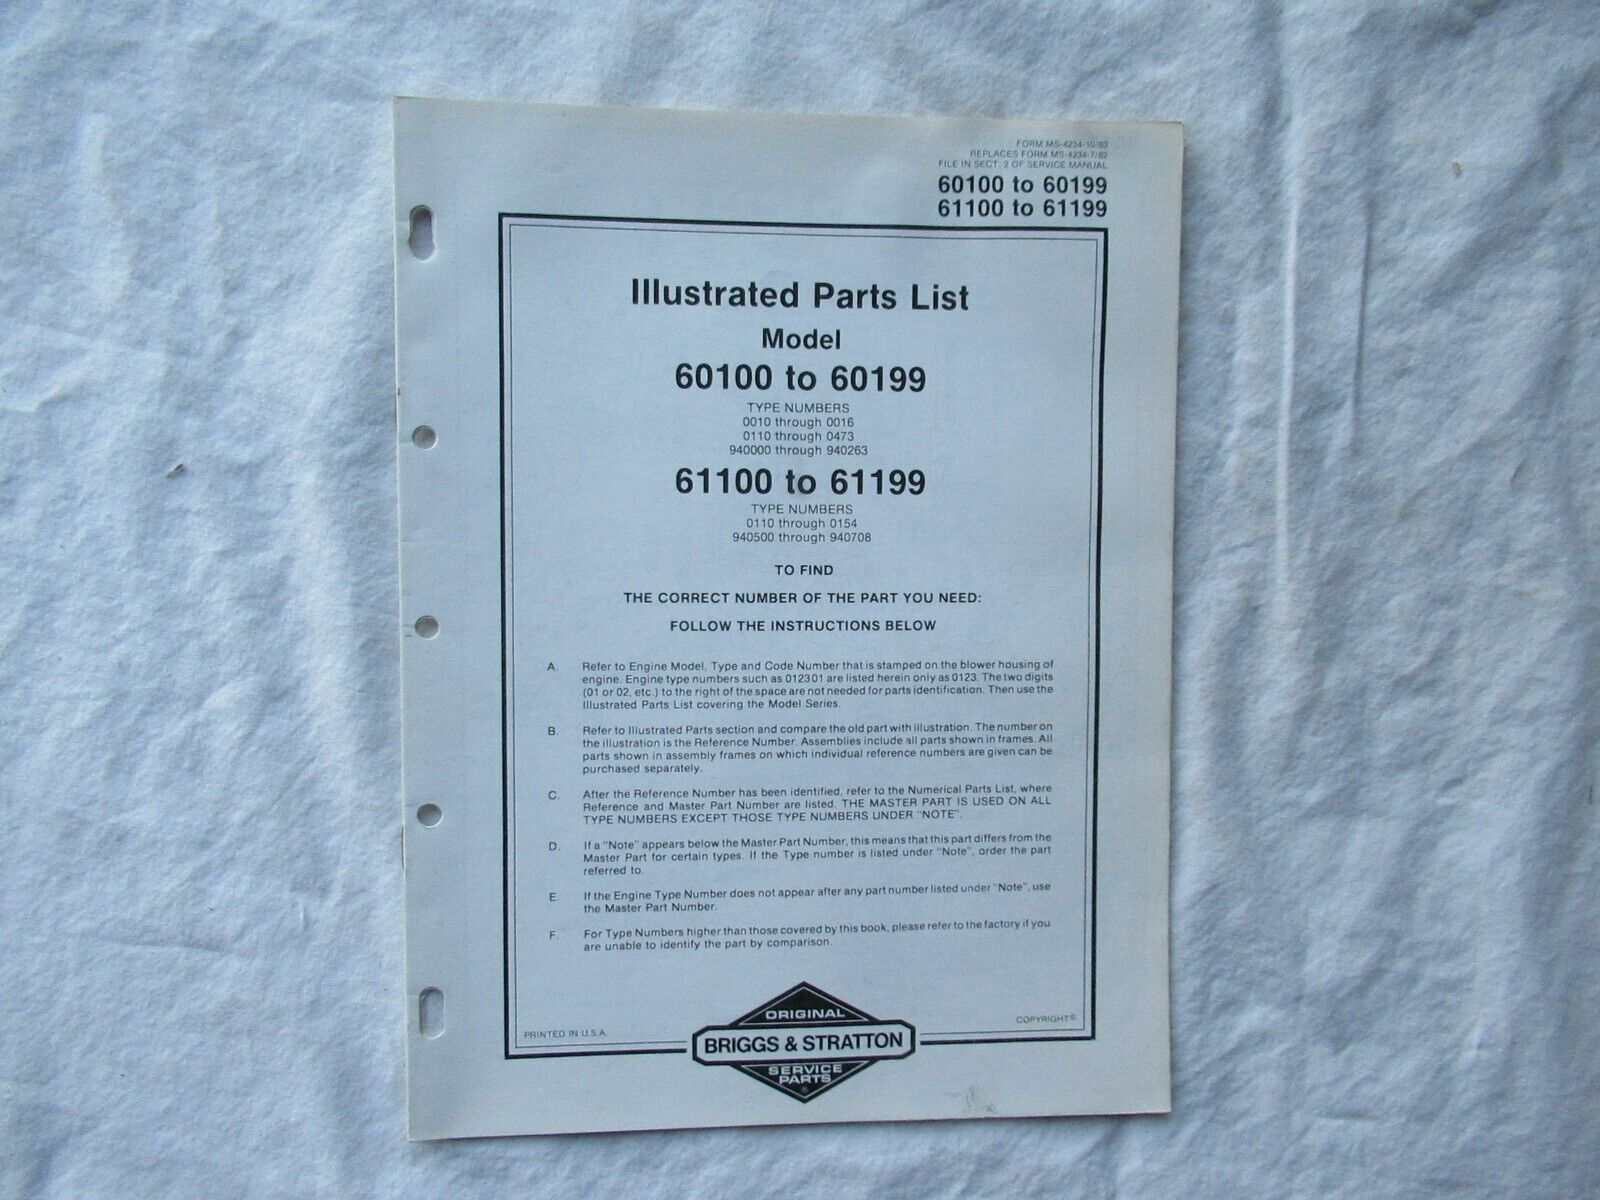 FORM MS-4234-10/83
REPLACES FORM MS-4234-7/82
FILE IN SECT. 2 OF SERVICE MANUAL
60100 to 60199
61100 to 61199
Illustrated Parts List
Model
60100 to 60199
TYPE NUMBERS
0010 through 0016
0110 through 0473
940000 through 940263
61100 to 61199
TYPE NUMBERS
0110 through 0154
940500 through 940708
TO FIND
THE CORRECT NUMBER OF THE PART YOU NEED:
FOLLOW THE INSTRUCTIONS BELOW
A. Refer to Engine Model, Type and Code Number that is stamped on the blower housing of
engine. Engine type numbers such as 0123 01 are listed herein only as 0123. The two digits
(01 or 02, etc.) to the right of the space are not needed for parts identification. Then use the
Illustrated Parts List covering the Model Series.
B. Refer to Illustrated Parts section and compare the old part with illustration. The number on
the illustration is the Reference Number. Assemblies include all parts shown in frames. All
parts shown in assembly frames on which individual reference numbers are given can be
purchased separately.
C. After the Reference Number has been identified, refer to the Numerical Parts List, where
Reference and Master Part Number are listed. THE MASTER PART IS USED ON ALL
TYPE NUMBERS EXCEPT THOSE TYPE NUMBERS UNDER "NOTE".
D. If a "Note" appears below the Master Part Number, this means that this part differs from the
Master Part for certain types. If the Type number is listed under "Note", order the part
referred to.
E. If the Engine Type Number does not appear after any part number listed under "Note", use
the Master Part Number.
F. For Type Numbers higher than those covered by this book, please refer to the factory if you
are unable to identify the part by comparison.
PRINTED IN U.S.A.
COPYRIGHT©
ORIGINAL
BRIGGS & STRATTON
SERVICE
PARTS